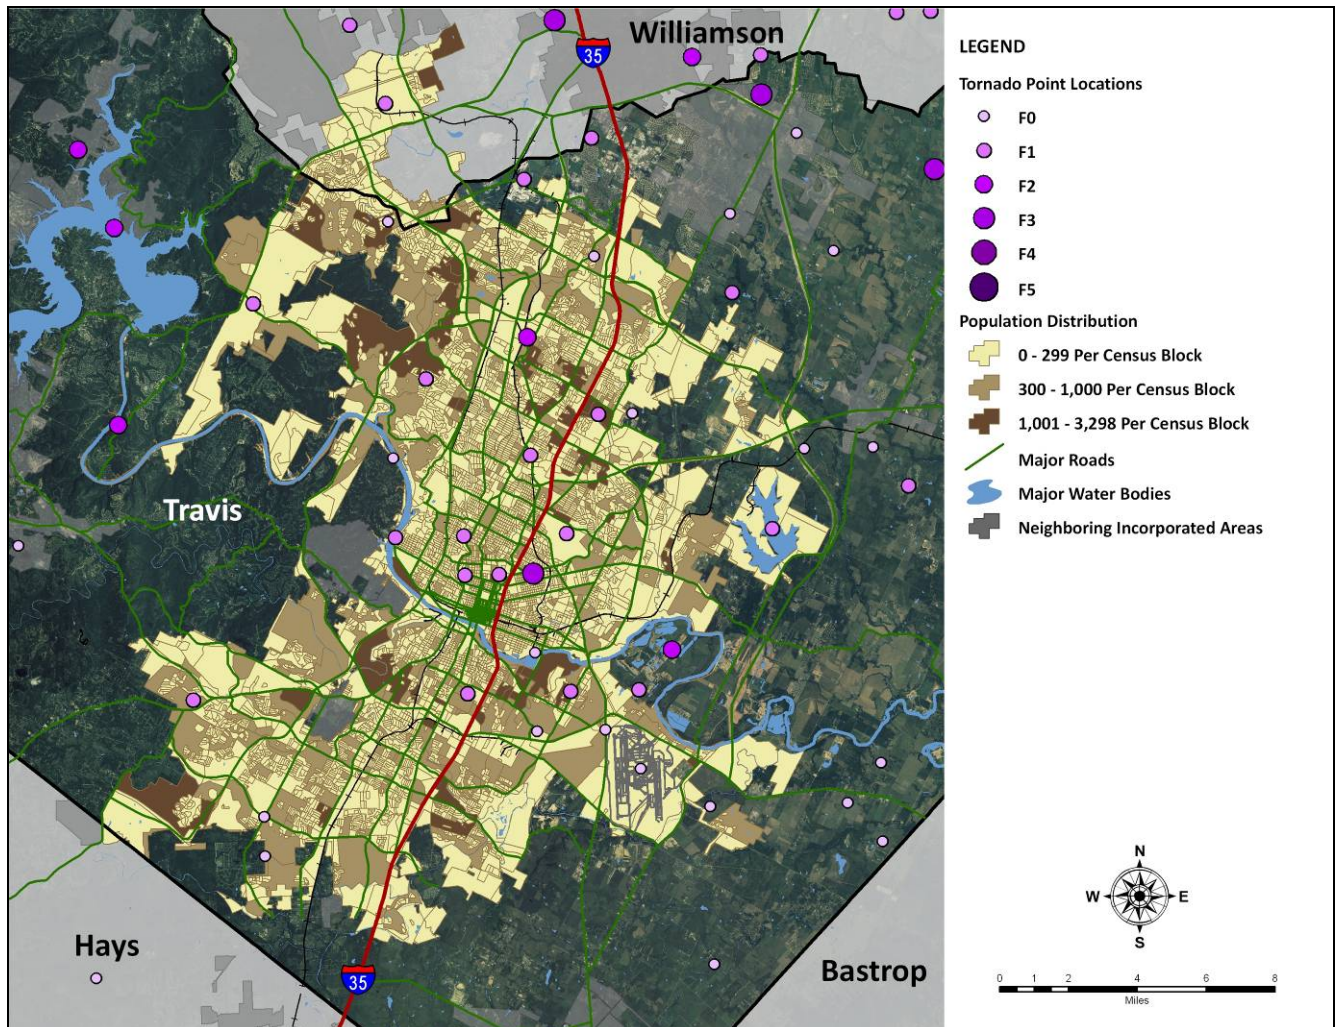 Williamson
35
Travis
Hays
35
Bastrop
LEGEND
Tornado Point Locations
F0
F1
F2
F3
F4
F5
Population Distribution
0 - 299 Per Census Block
300 - 1,000 Per Census Block
1,001 - 3,298 Per Census Block
Major Roads
Major Water Bodies
Neighboring Incorporated Areas
N
W E
S
0 1 2 4 6 8
Miles